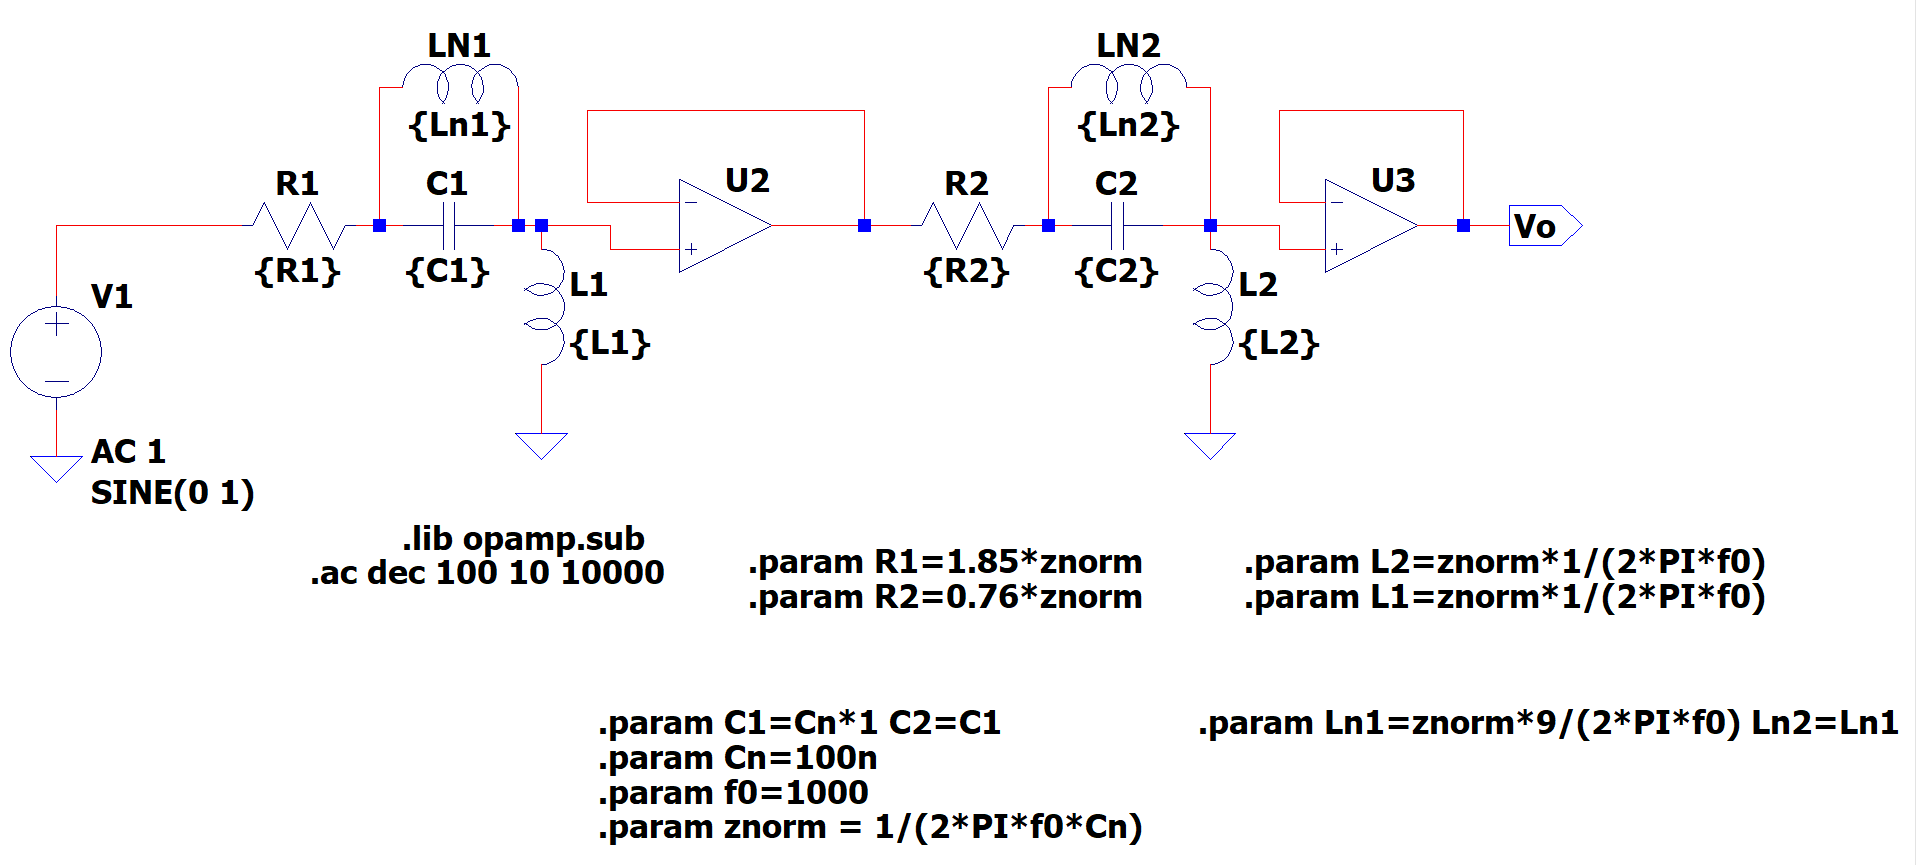 LN1
{Ln1}
R1
{R1}
C1
{C1}
L1
{L1}
U2
LN2
{Ln2}
R2
{R2}
C2
{C2}
L2
{L2}
U3
Vo
V1
AC 1
SINE(0 1)
.lib opamp.sub
.ac dec 100 10 10000
.param R1=1.85*znorm
.param R2=0.76*znorm
.param L2=znorm*1/(2*PI*f0)
.param L1=znorm*1/(2*PI*f0)
.param C1=Cn*1 C2=C1
.param Cn=100n
.param f0=1000
.param znorm = 1/(2*PI*f0*Cn)
.param Ln1=znorm*9/(2*PI*f0) Ln2=Ln1